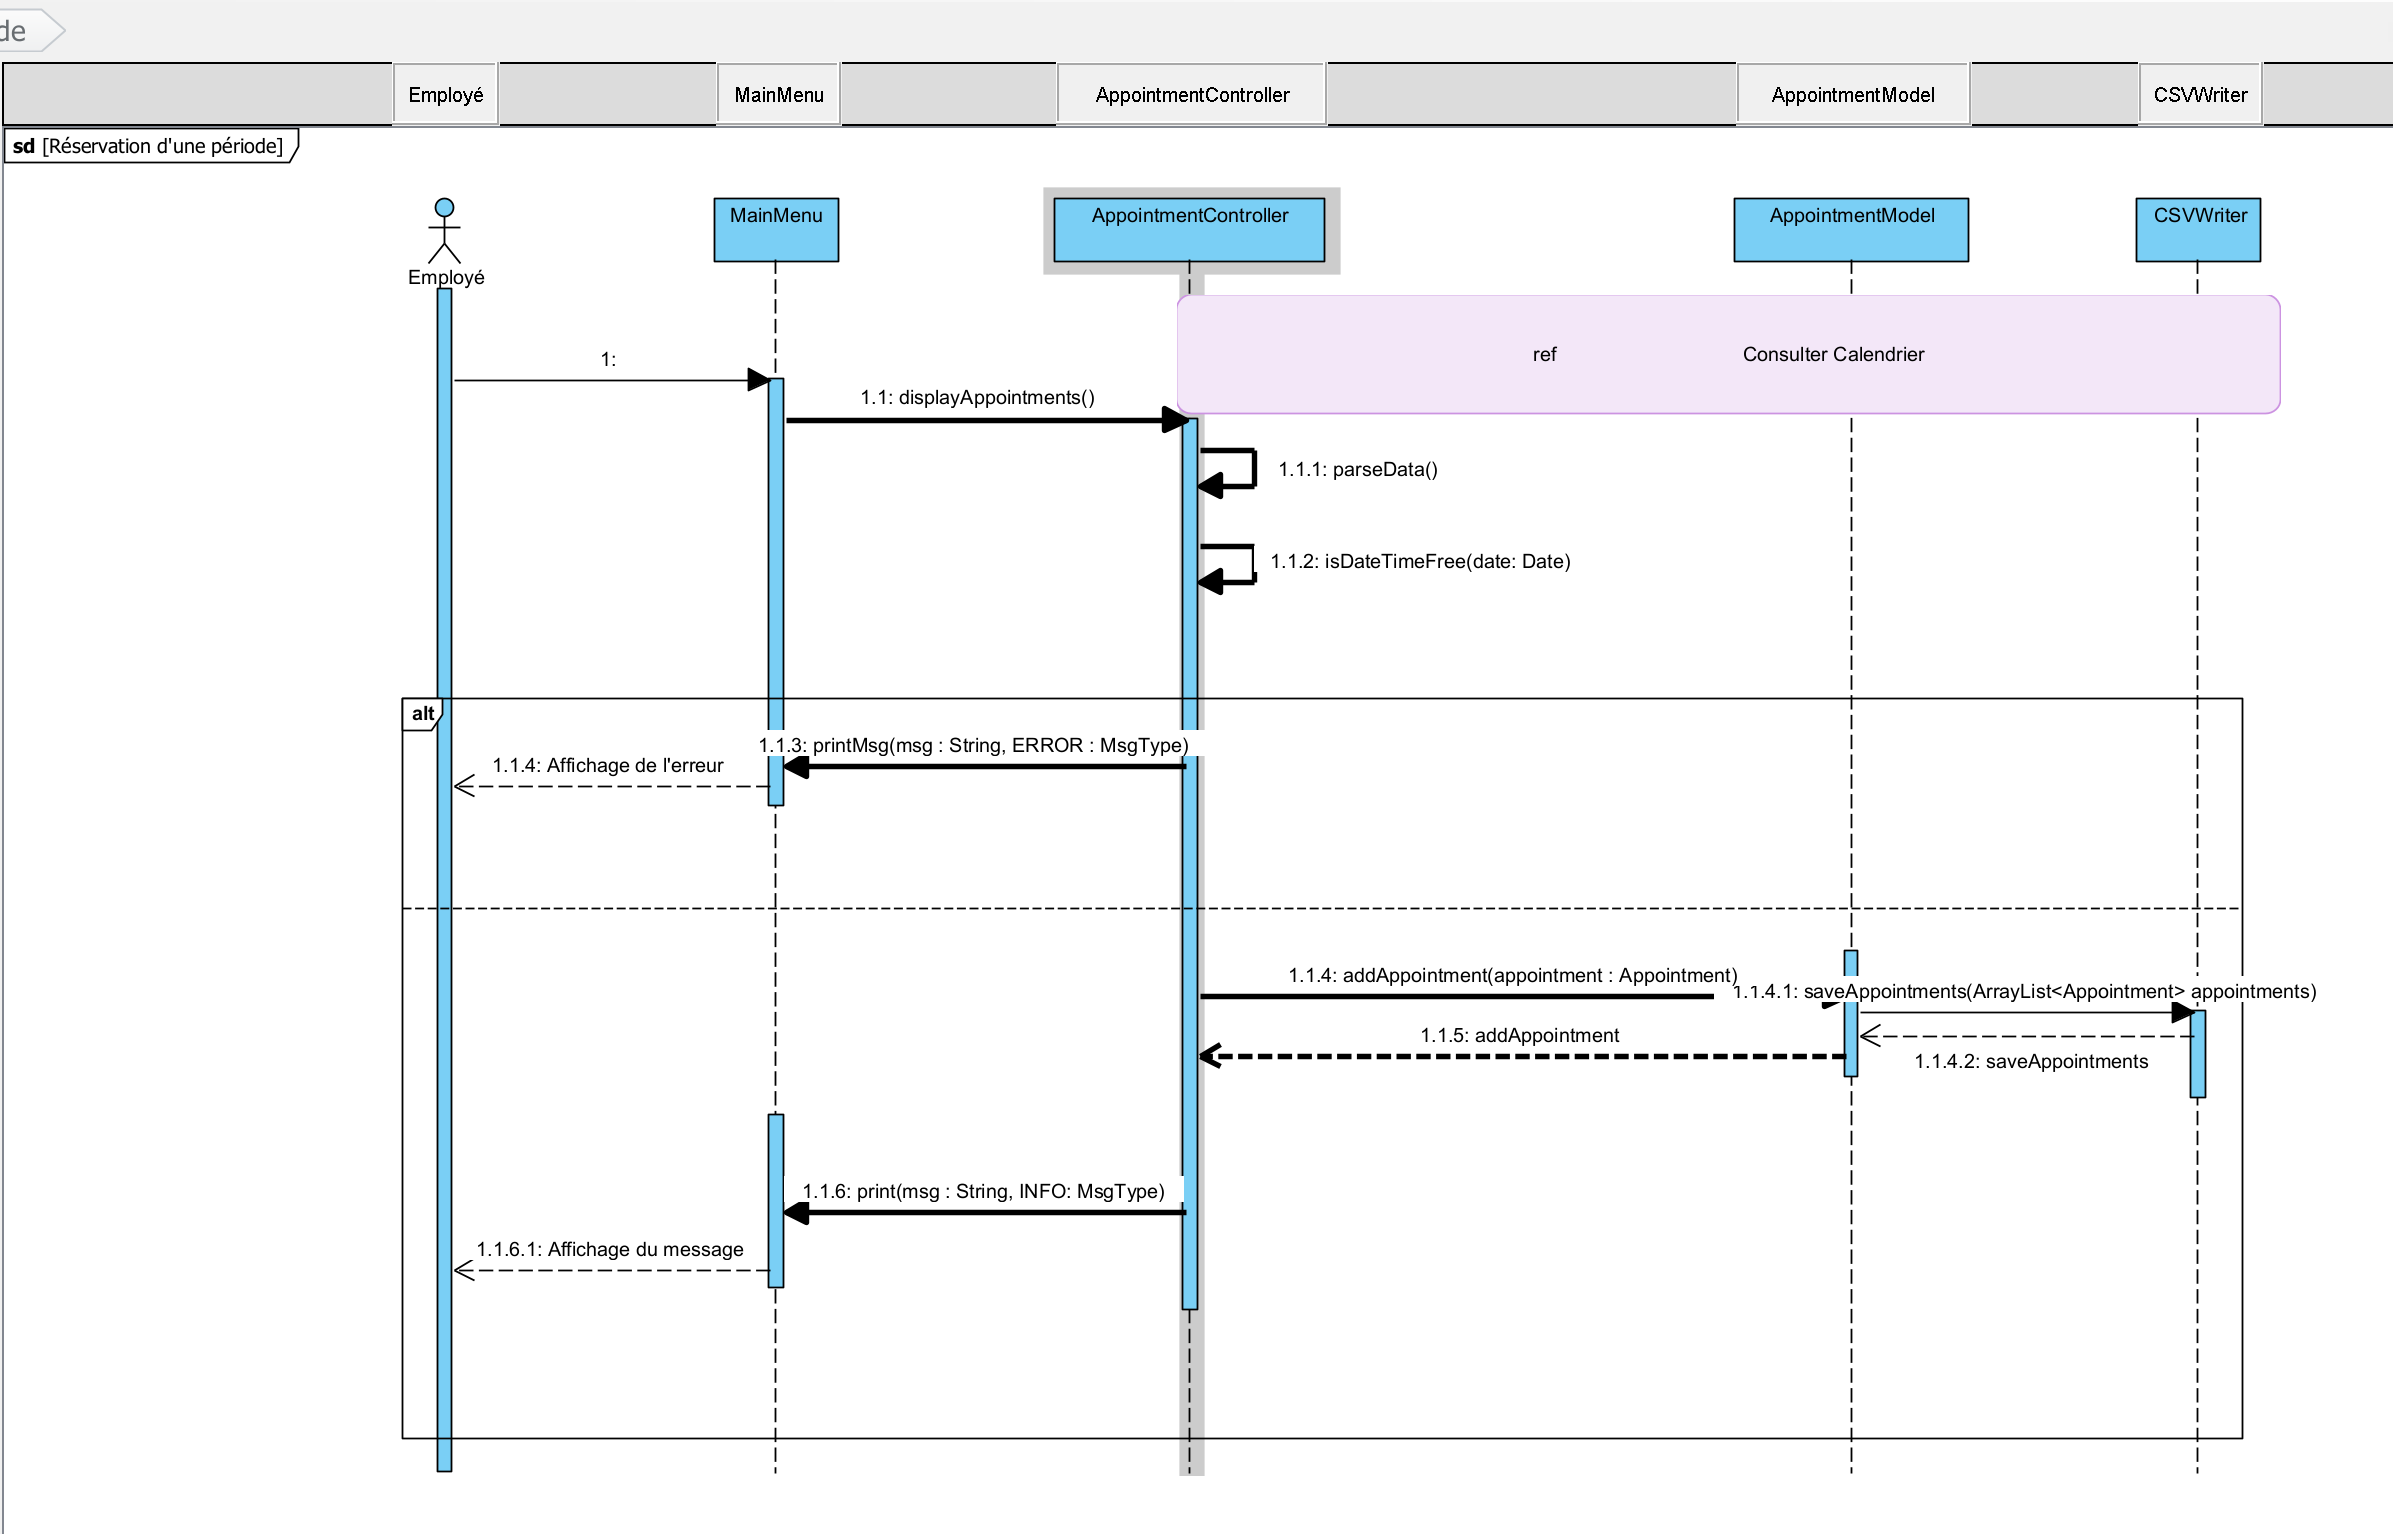 de
Employé
MainMenu
AppointmentController
AppointmentModel
CSVWriter
sd [Réservation d'une période]
MainMenu
AppointmentController
AppointmentModel
CSVWriter
Employé
ref
Consulter Calendrier
1:
1.1: displayAppointments()
1.1.1: parseData()
1.1.2: isDateTimeFree(date: Date)
alt
1.1.3: printMsg(msg : String, ERROR : MsgType)
1.1.4: Affichage de l'erreur
1.1.4: addAppointment(appointment : Appointment)
1.1.4.1: saveAppointments(ArrayList<Appointment> appointments)
1.1.5: addAppointment
1.1.4.2: saveAppointments
1.1.6: print(msg : String, INFO: MsgType)
1.1.6.1: Affichage du message